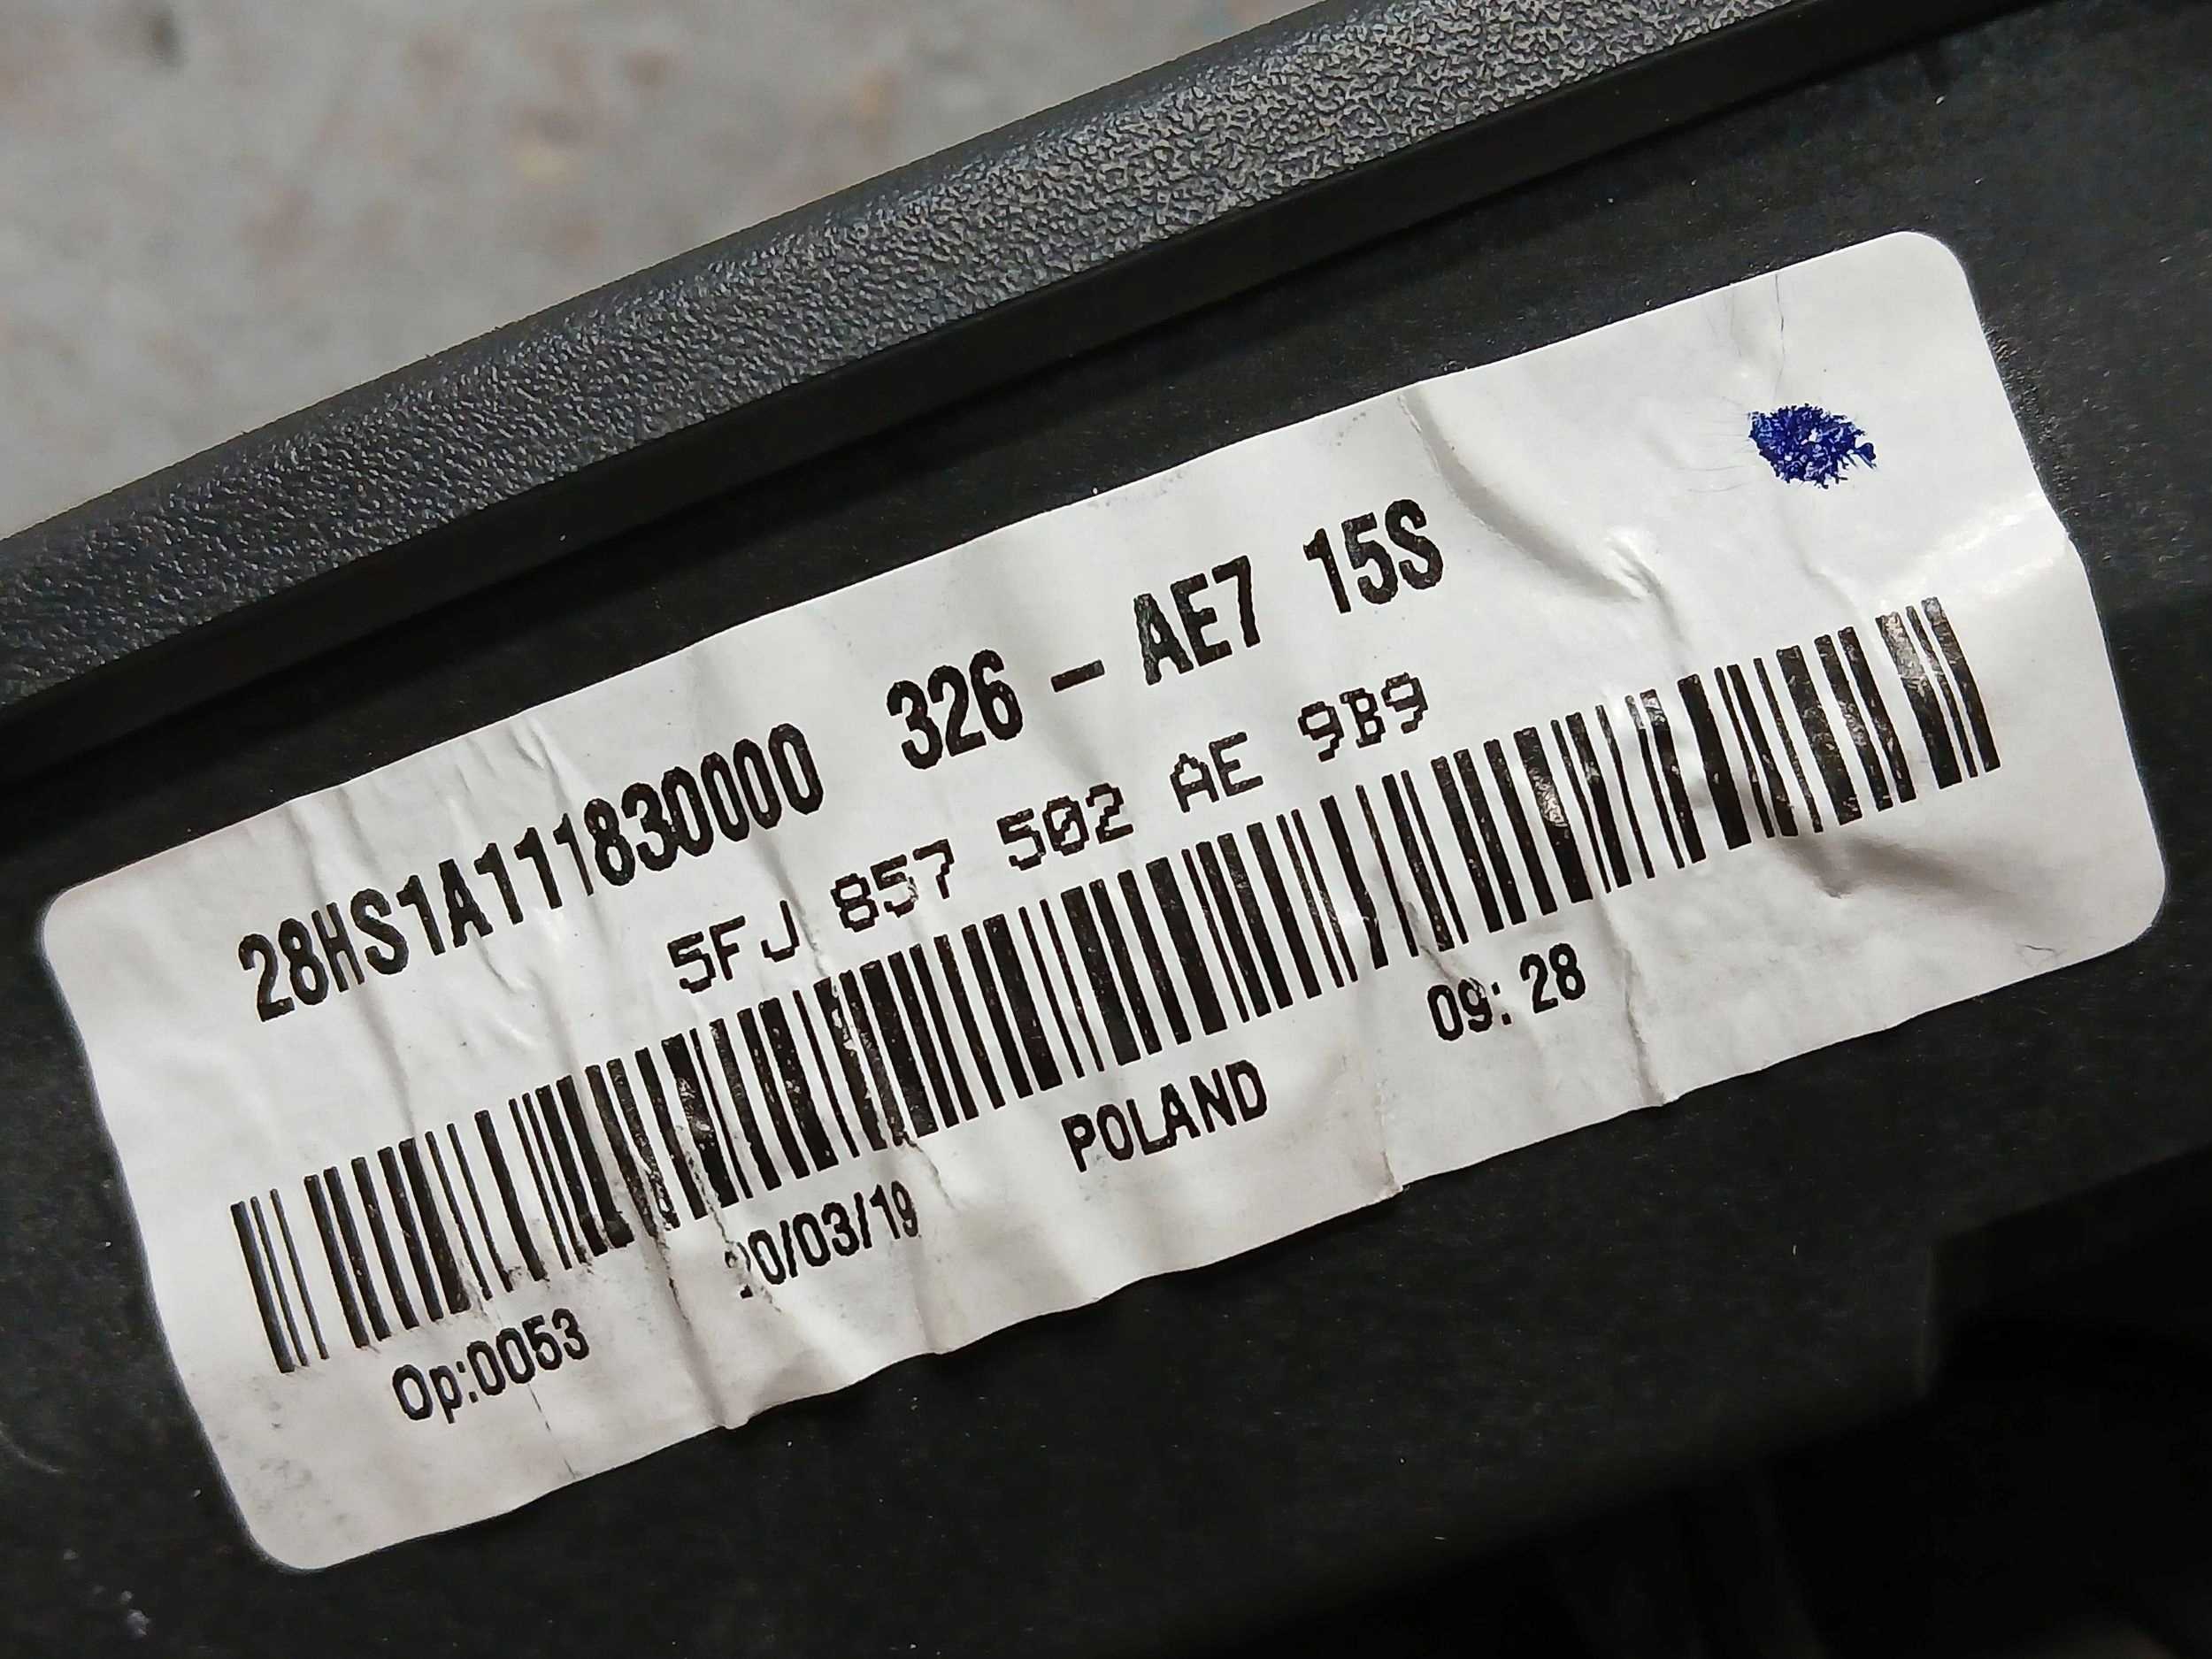 28HS1A111830000 326 - AE7 15S
5FJ 857 502 AE 9B9
Op:0053 20/03/19 POLAND 09: 28